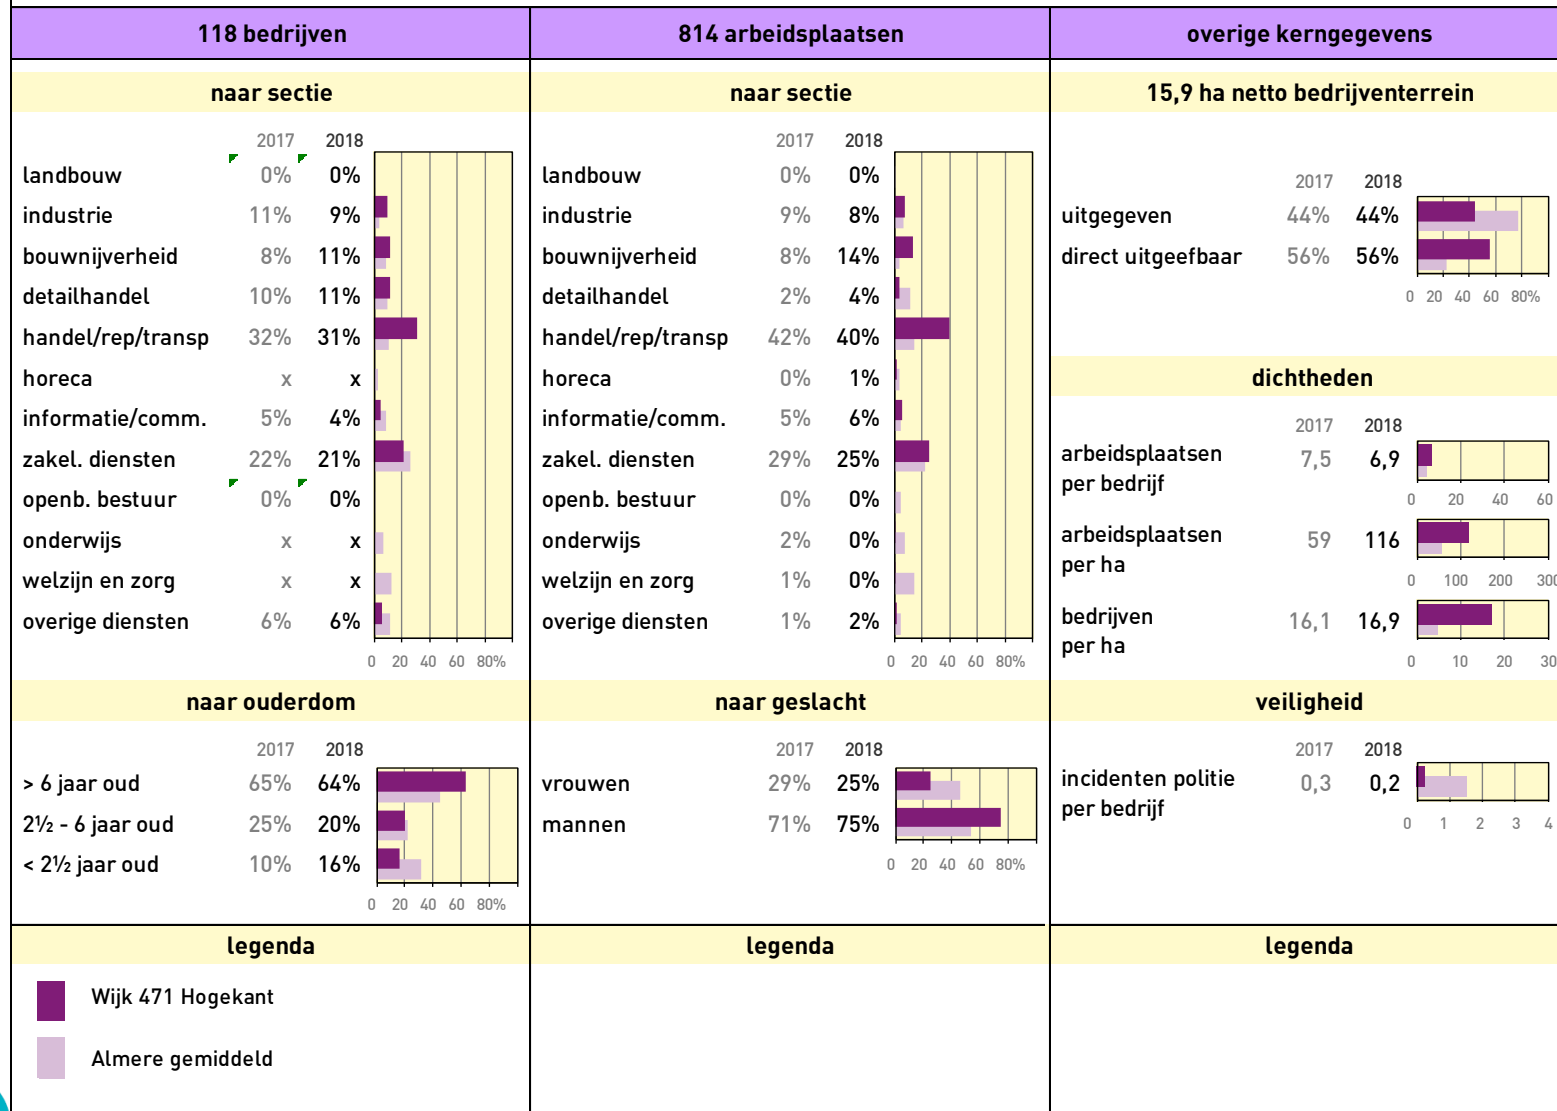 118 bedrijven
naar sectie
2017 2018
landbouw 0% 0%
industrie 11% 9%
bouwnijverheid 8% 11%
detailhandel 10% 11%
handel/rep/transp 32% 31%
horeca x x
informatie/comm. 5% 4%
zakel. diensten 22% 21%
openb. bestuur 0% 0%
onderwijs x x
welzijn en zorg x x
overige diensten 6% 6%
0 20 40 60 80%
naar ouderdom
2017 2018
> 6 jaar oud 65% 64%
2½ - 6 jaar oud 25% 20%
< 2½ jaar oud 10% 16%
0 20 40 60 80%
legenda
Wijk 471 Hogekant
Almere gemiddeld
814 arbeidsplaatsen
naar sectie
2017 2018
landbouw 0% 0%
industrie 9% 8%
bouwnijverheid 8% 14%
detailhandel 2% 4%
handel/rep/transp 42% 40%
horeca 0% 1%
informatie/comm. 5% 6%
zakel. diensten 29% 25%
openb. bestuur 0% 0%
onderwijs 2% 0%
welzijn en zorg 1% 0%
overige diensten 1% 2%
0 20 40 60 80%
naar geslacht
2017 2018
vrouwen 29% 25%
mannen 71% 75%
0 20 40 60 80%
legenda
overige kerngegevens
15,9 ha netto bedrijventerrein
2017 2018
uitgegeven 44% 44%
direct uitgeefbaar 56% 56%
0 20 40 60 80%
dichtheden
2017 2018
arbeidsplaatsen 7,5 6,9
per bedrijf
0 20 40 60
arbeidsplaatsen 59 116
per ha
0 100 200 300
bedrijven 16,1 16,9
per ha
0 10 20 30
veiligheid
2017 2018
incidenten politie 0,3 0,2
per bedrijf
0 1 2 3 4
legenda